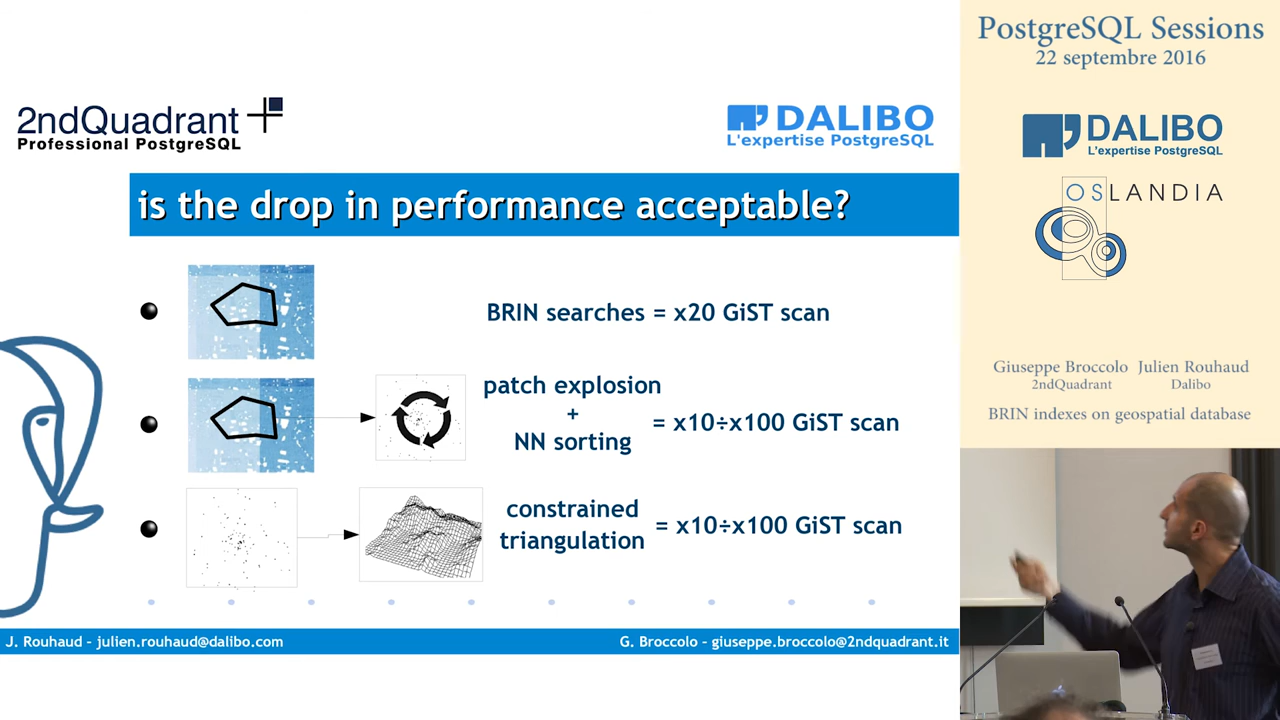 2ndQuadrant
Professional PostgreSQL
DALIBO
L'expertise PostgreSQL
is the drop in performance acceptable?
BRIN searches = x20 GiST scan
patch explosion
+
NN sorting
= x10÷x100 GiST scan
constrained
triangulation
= x10÷x100 GiST scan
J. Rouhaud – julien.rouhaud@dalibo.com
G. Broccolo – giuseppe.broccolo@2ndquadrant.it
PostgreSQL Sessions
22 septembre 2016
DALIBO
L'expertise PostgreSQL
OSLANDIA
Giuseppe Broccolo Julien Rouhaud
2ndQuadrant Dalibo
BRIN indexes on geospatial database